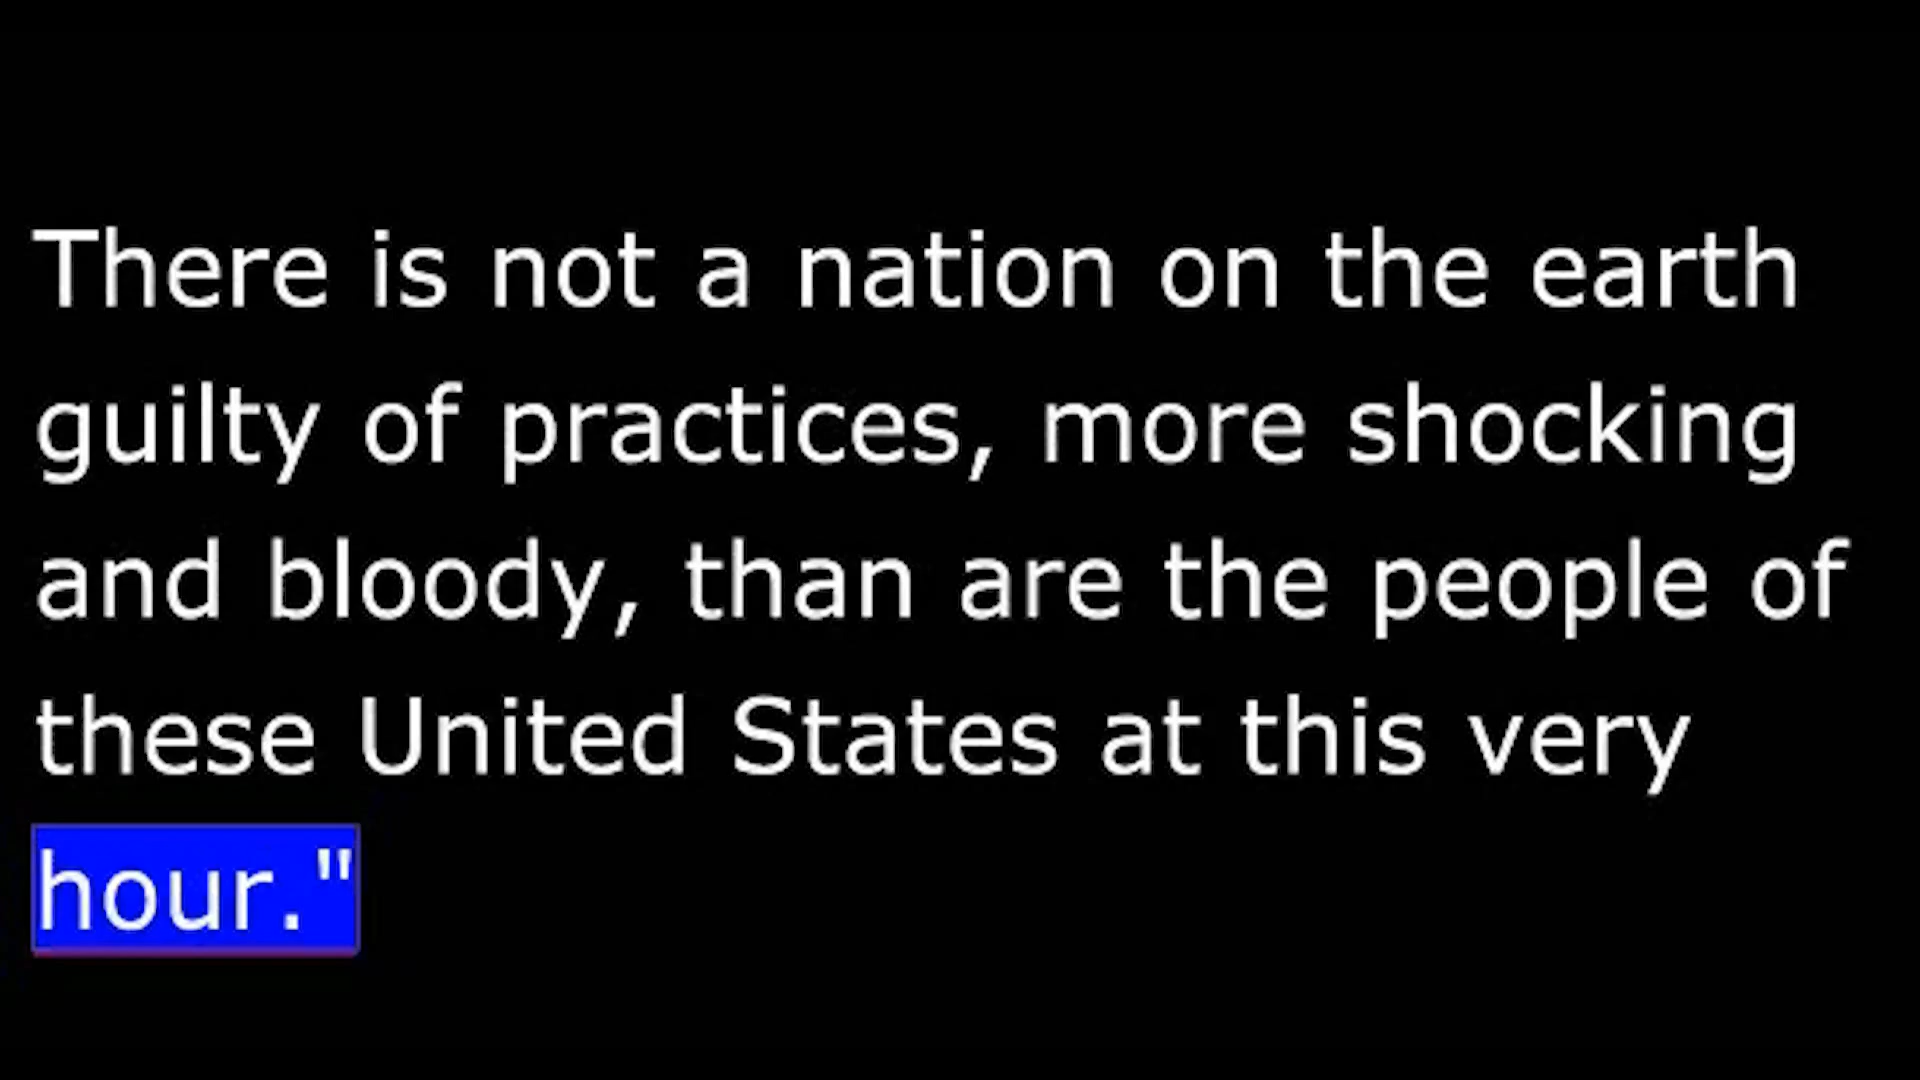 There is not a nation on the earth
guilty of practices, more shocking
and bloody, than are the people of
these United States at this very
hour."